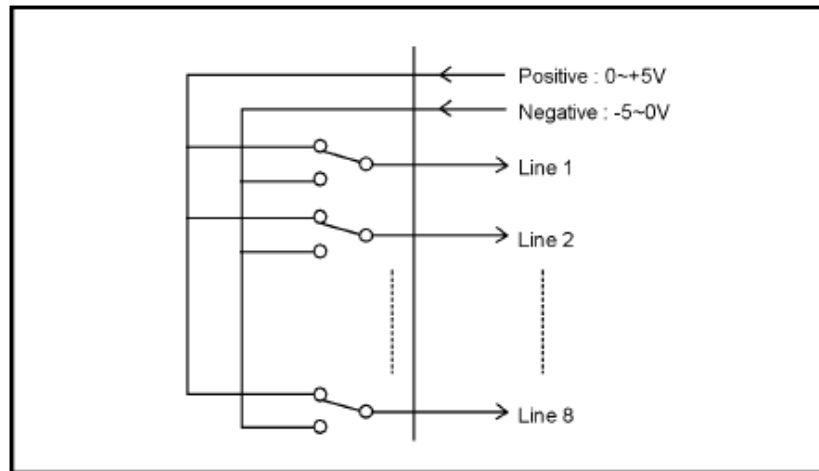 Positive : 0~+5V
Negative : -5~0V
Line 1
Line 2
Line 8